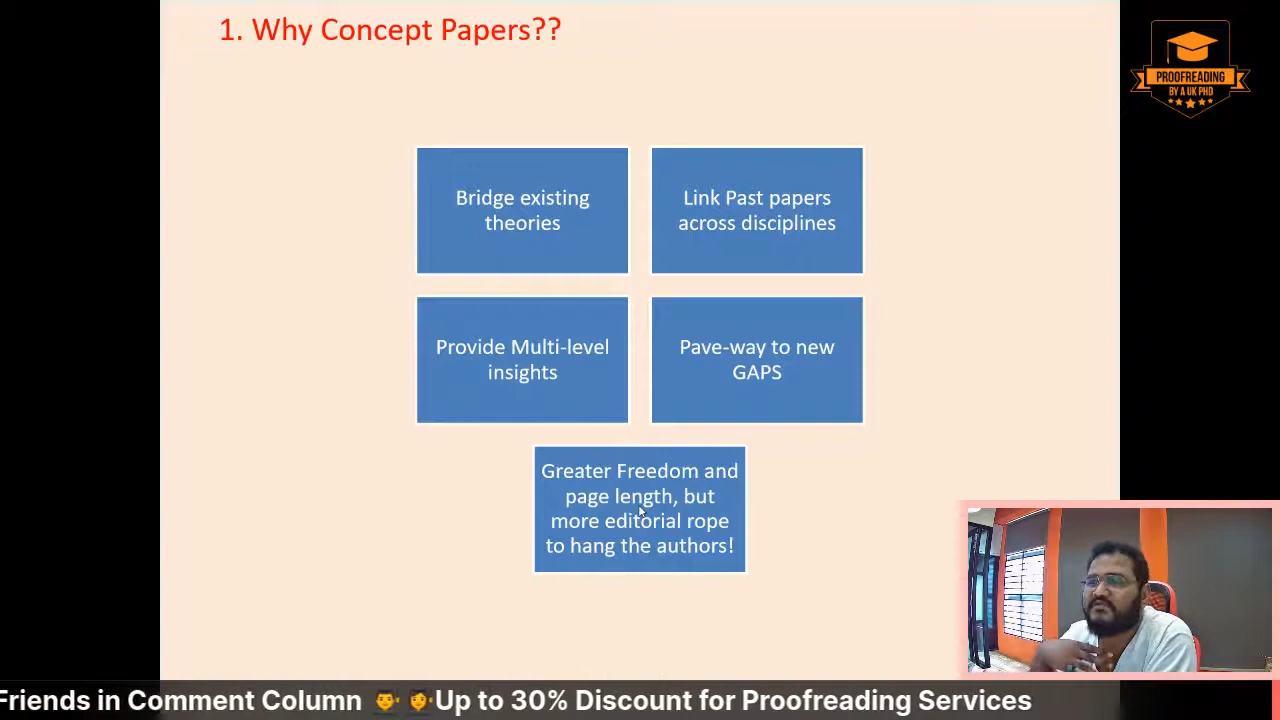 1. Why Concept Papers??
PROOFREADING
BY A UK PHD
Bridge existing
theories
Link Past papers
across disciplines
Provide Multi-level
insights
Pave-way to new
GAPS
Greater Freedom and
page length, but
more editorial rope
to hang the authors!
Friends in Comment Column 👨‍🎓 👩‍🎓Up to 30% Discount for Proofreading Services